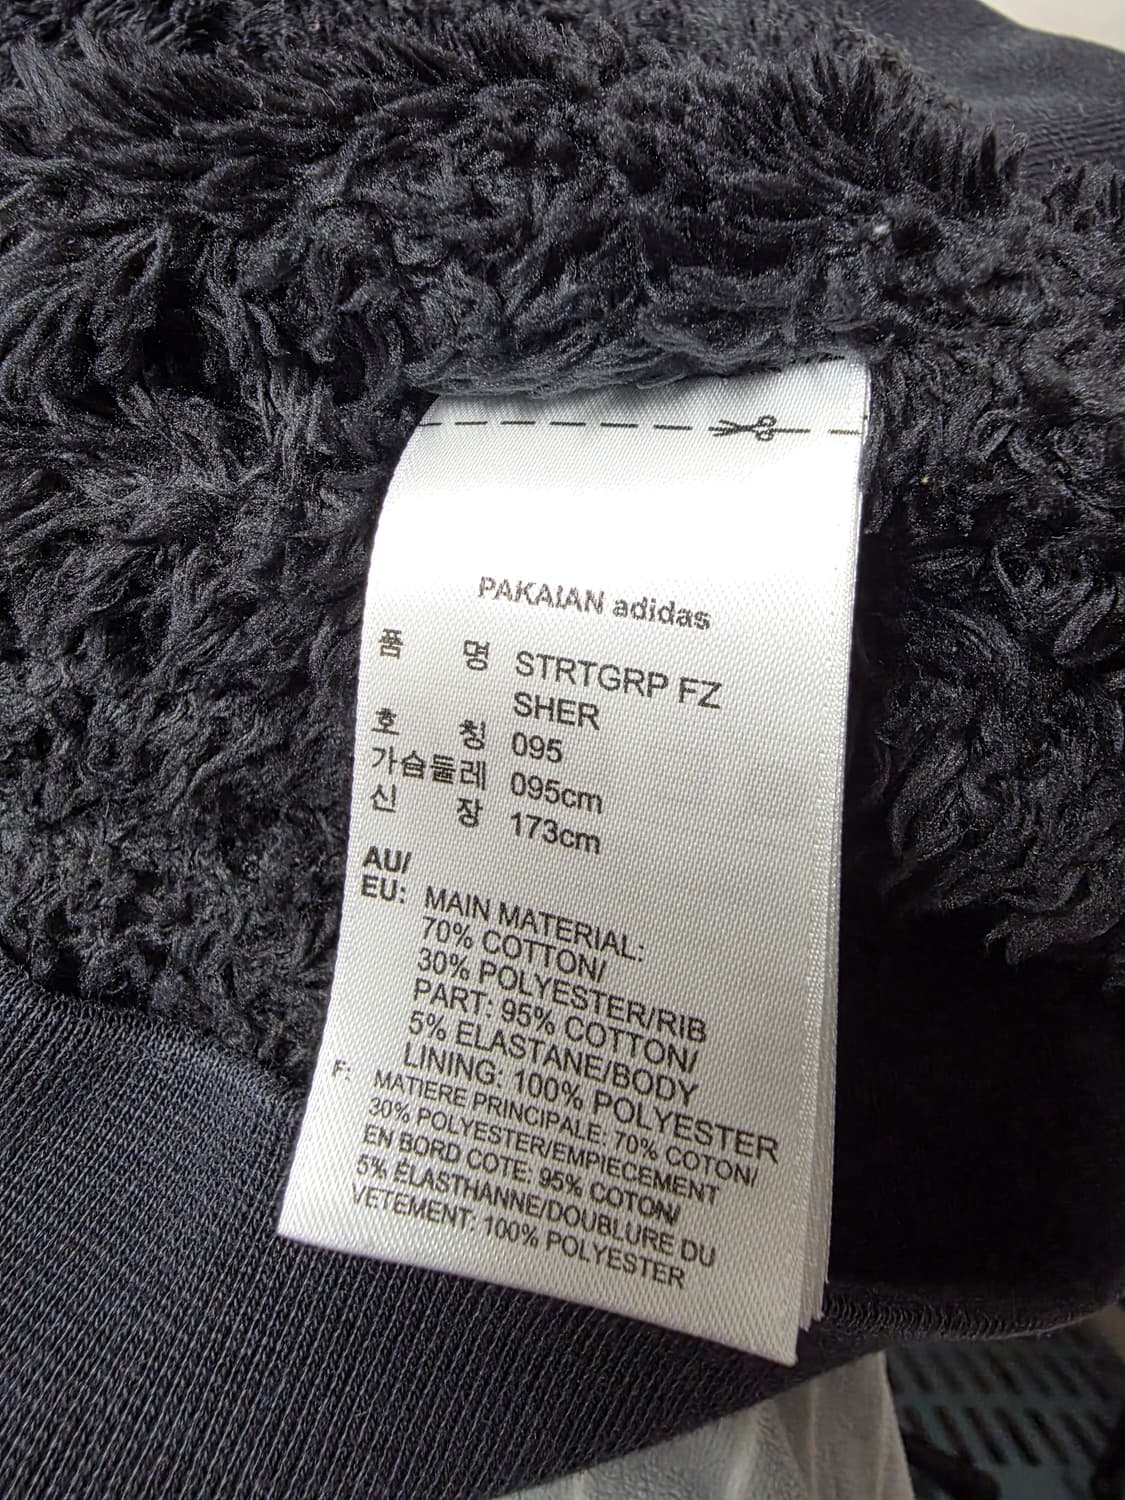 PAKAIAN adidas
품 명 STRTGRP FZ
SHER
호 칭 095
가슴둘레 095cm
신 장 173cm
AU/
EU: MAIN MATERIAL:
70% COTTON/
30% POLYESTER/RIB
PART: 95% COTTON/
5% ELASTANE/BODY
LINING: 100% POLYESTER
F: MATIERE PRINCIPALE: 70% COTON/
30% POLYESTER/EMPIECEMENT
EN BORD COTE: 95% COTON/
5% ÉLASTHANNE/DOUBLURE DU
VETEMENT: 100% POLYESTER